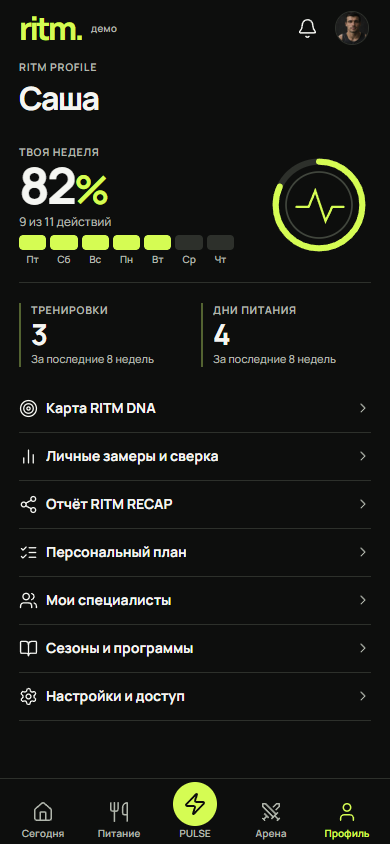 ritm. демо
RITM PROFILE
Саша
ТВОЯ НЕДЕЛЯ
82%
9 из 11 действий
Пт Сб Вс Пн Вт Ср Чт
ТРЕНИРОВКИ
3
За последние 8 недель
ДНИ ПИТАНИЯ
4
За последние 8 недель
Карта RITM DNA
Личные замеры и сверка
Отчёт RITM RECAP
Персональный план
Мои специалисты
Сезоны и программы
Настройки и доступ
Сегодня Питание PULSE Арена Профиль